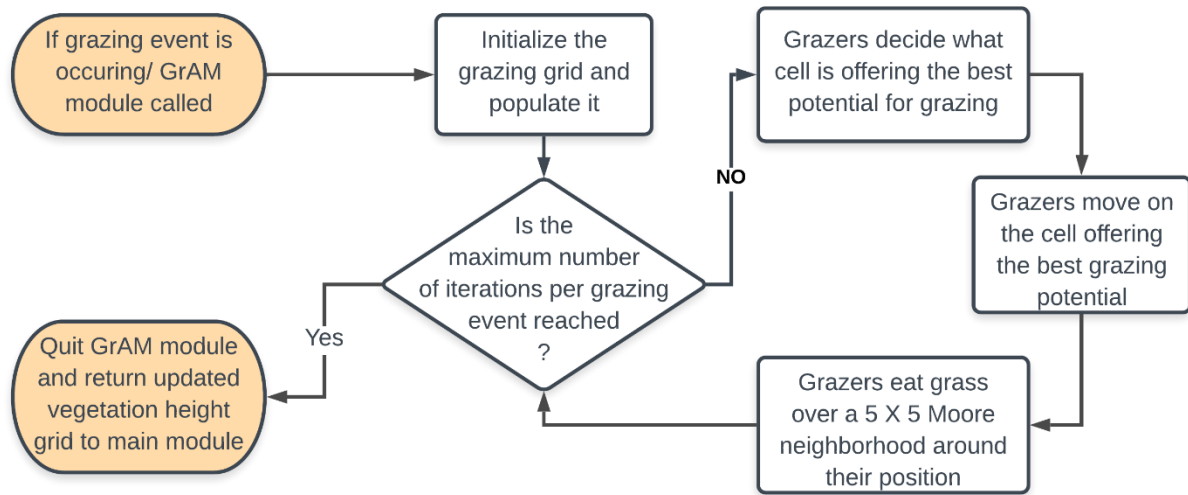 If grazing event is
occuring/ GrAM
module called
Initialize the
grazing grid and
populate it
Grazers decide what
cell is offering the best
potential for grazing
NO
Grazers move on
the cell offering
the best grazing
potential
Is the
maximum number
of iterations per grazing
event reached
?
Yes
Quit GrAM module
and return updated
vegetation height
grid to main module
Grazers eat grass
over a 5 X 5 Moore
neighborhood around
their position